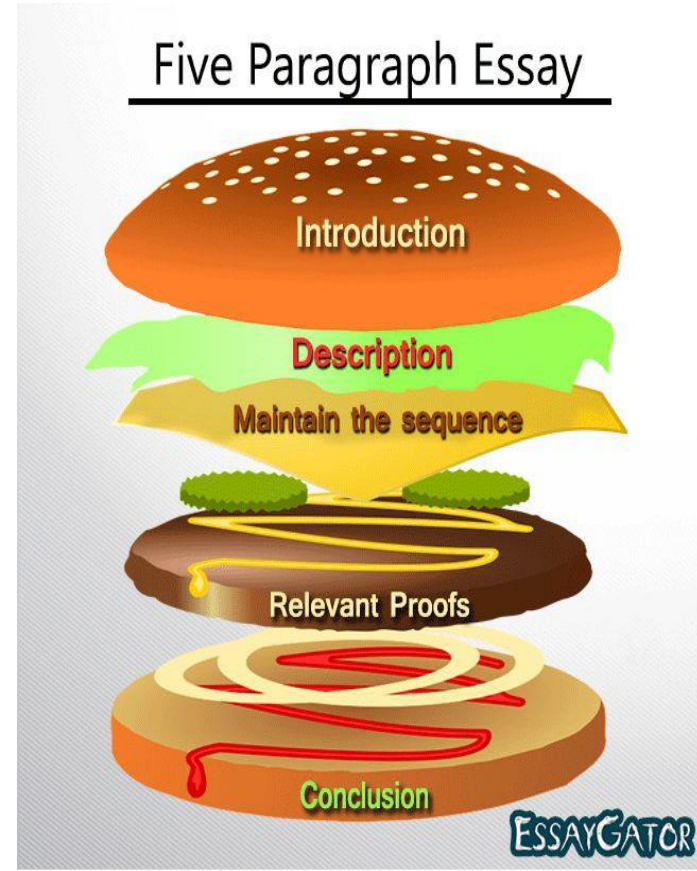 Five Paragraph Essay
Introduction
Description
Maintain the sequence
Relevant Proofs
Conclusion
ESSAYGATOR